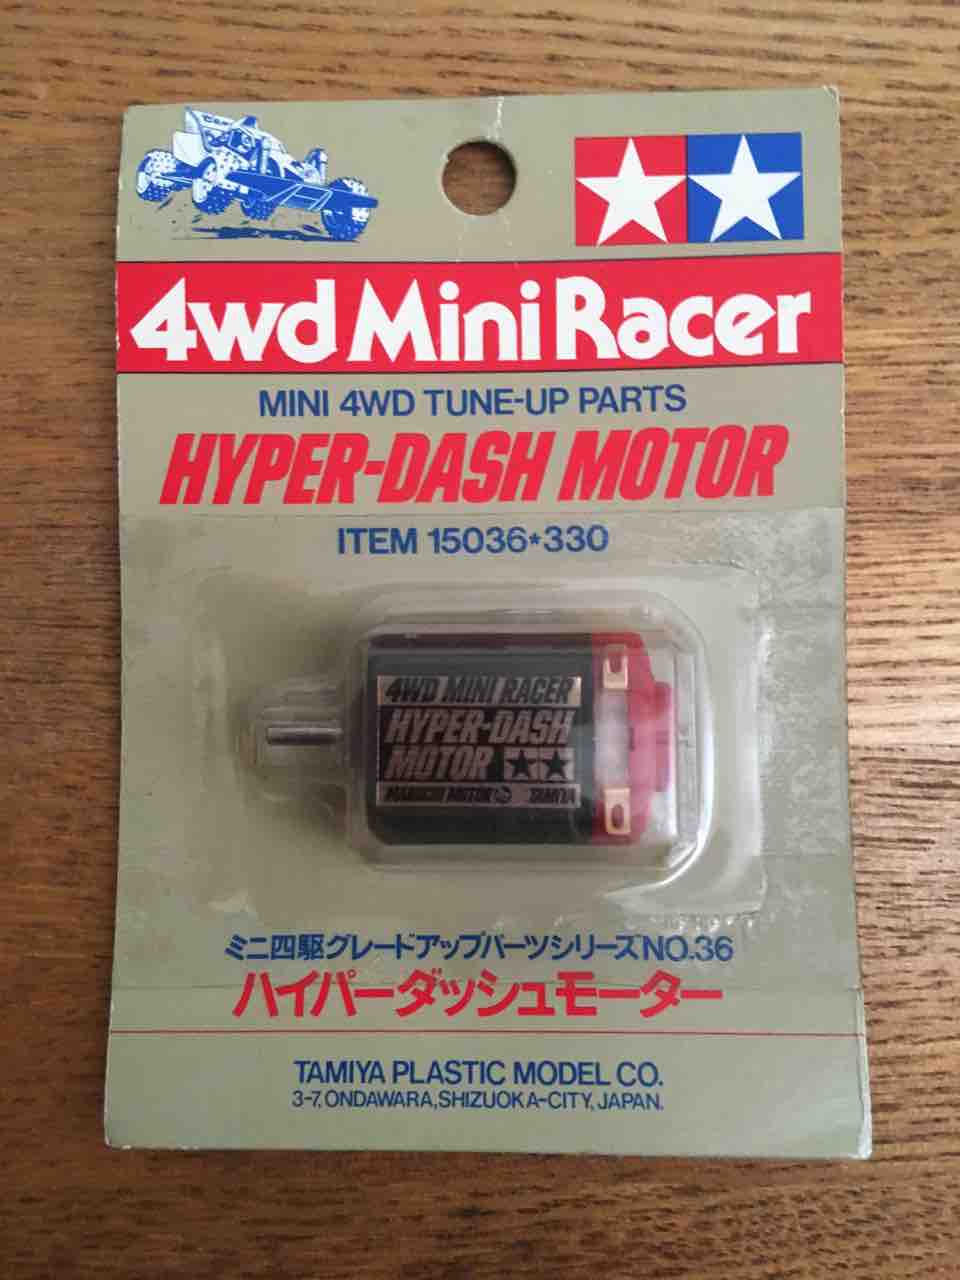 4wd Mini Racer
MINI 4WD TUNE-UP PARTS
HYPER-DASH MOTOR
ITEM 15036*330
4WD MINI RACER
HYPER-DASH
MOTOR
MABUCHI MOTOR TAMIYA
ミニ四駆グレードアップパーツシリーズNO.36
ハイパーダッシュモーター
TAMIYA PLASTIC MODEL CO.
3-7, ONDAWARA, SHIZUOKA-CITY, JAPAN.